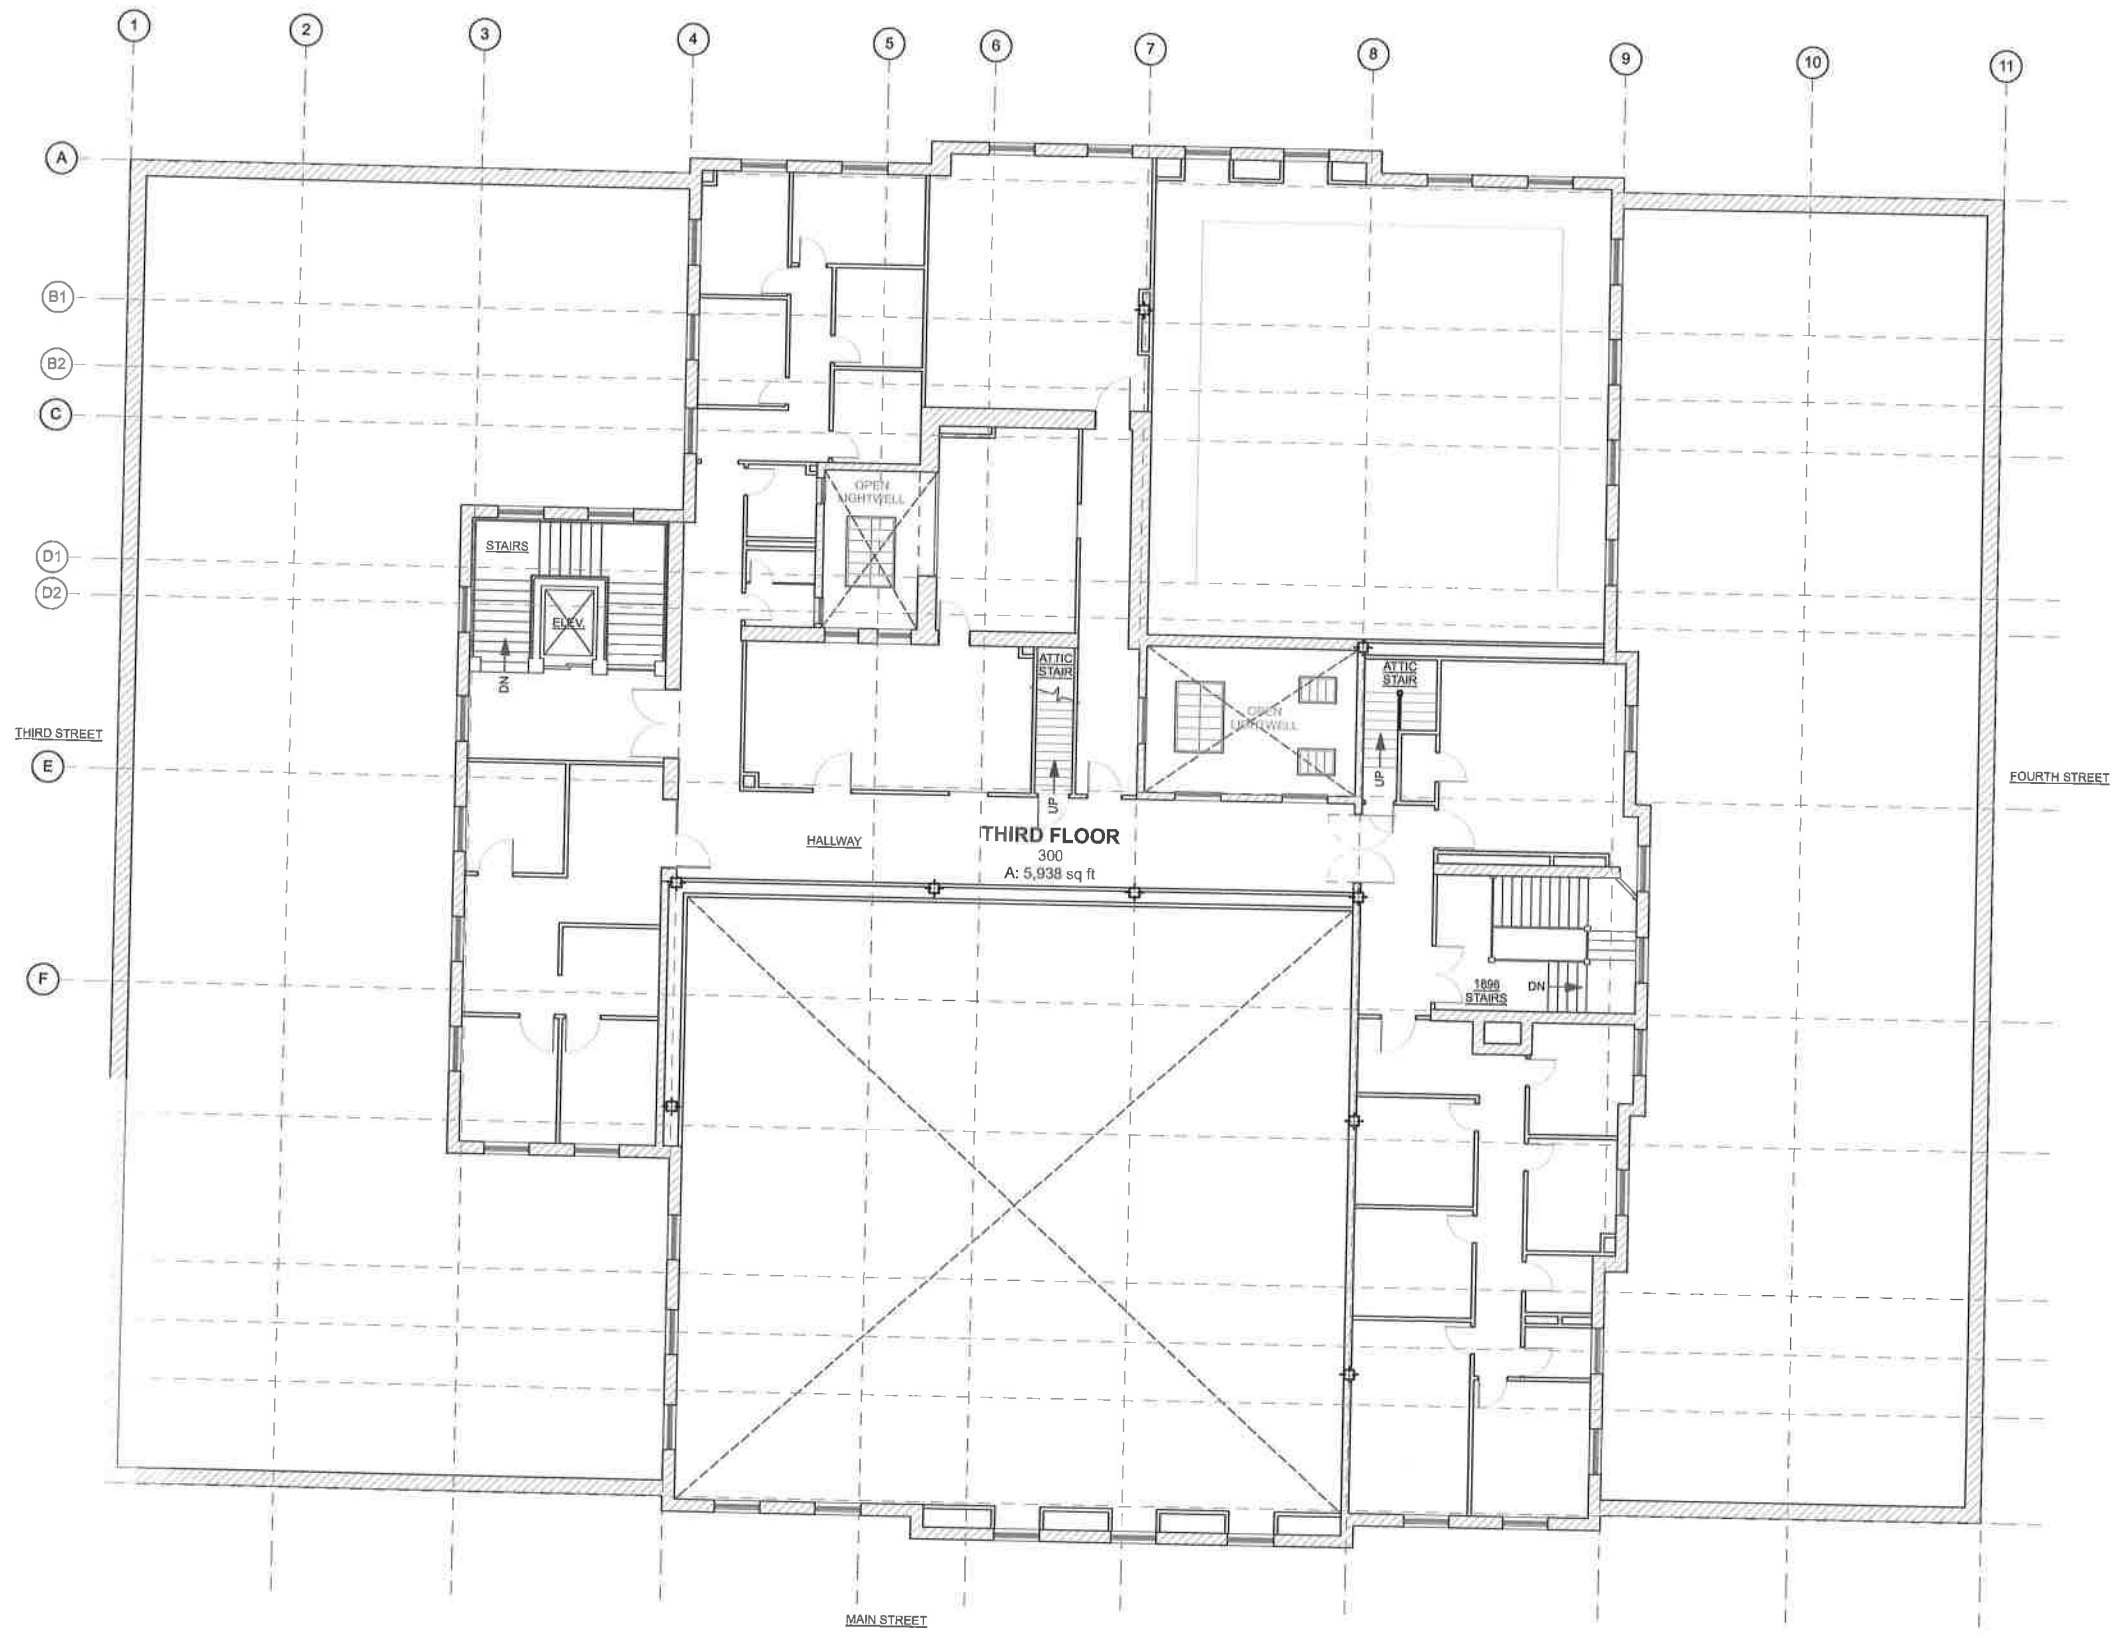 1
2
3
4
5
6
7
8
9
10
11
A
B1
B2
C
OPEN
LIGHTWELL
D1
STAIRS
D2
ELEV.
DN
ATTIC
STAIR
ATTIC
STAIR
OPEN
LIGHTWELL
THIRD STREET
E
UP
UP
FOURTH STREET
HALLWAY
THIRD FLOOR
300
A: 5,938 sq ft
F
1896
STAIRS
DN
MAIN STREET